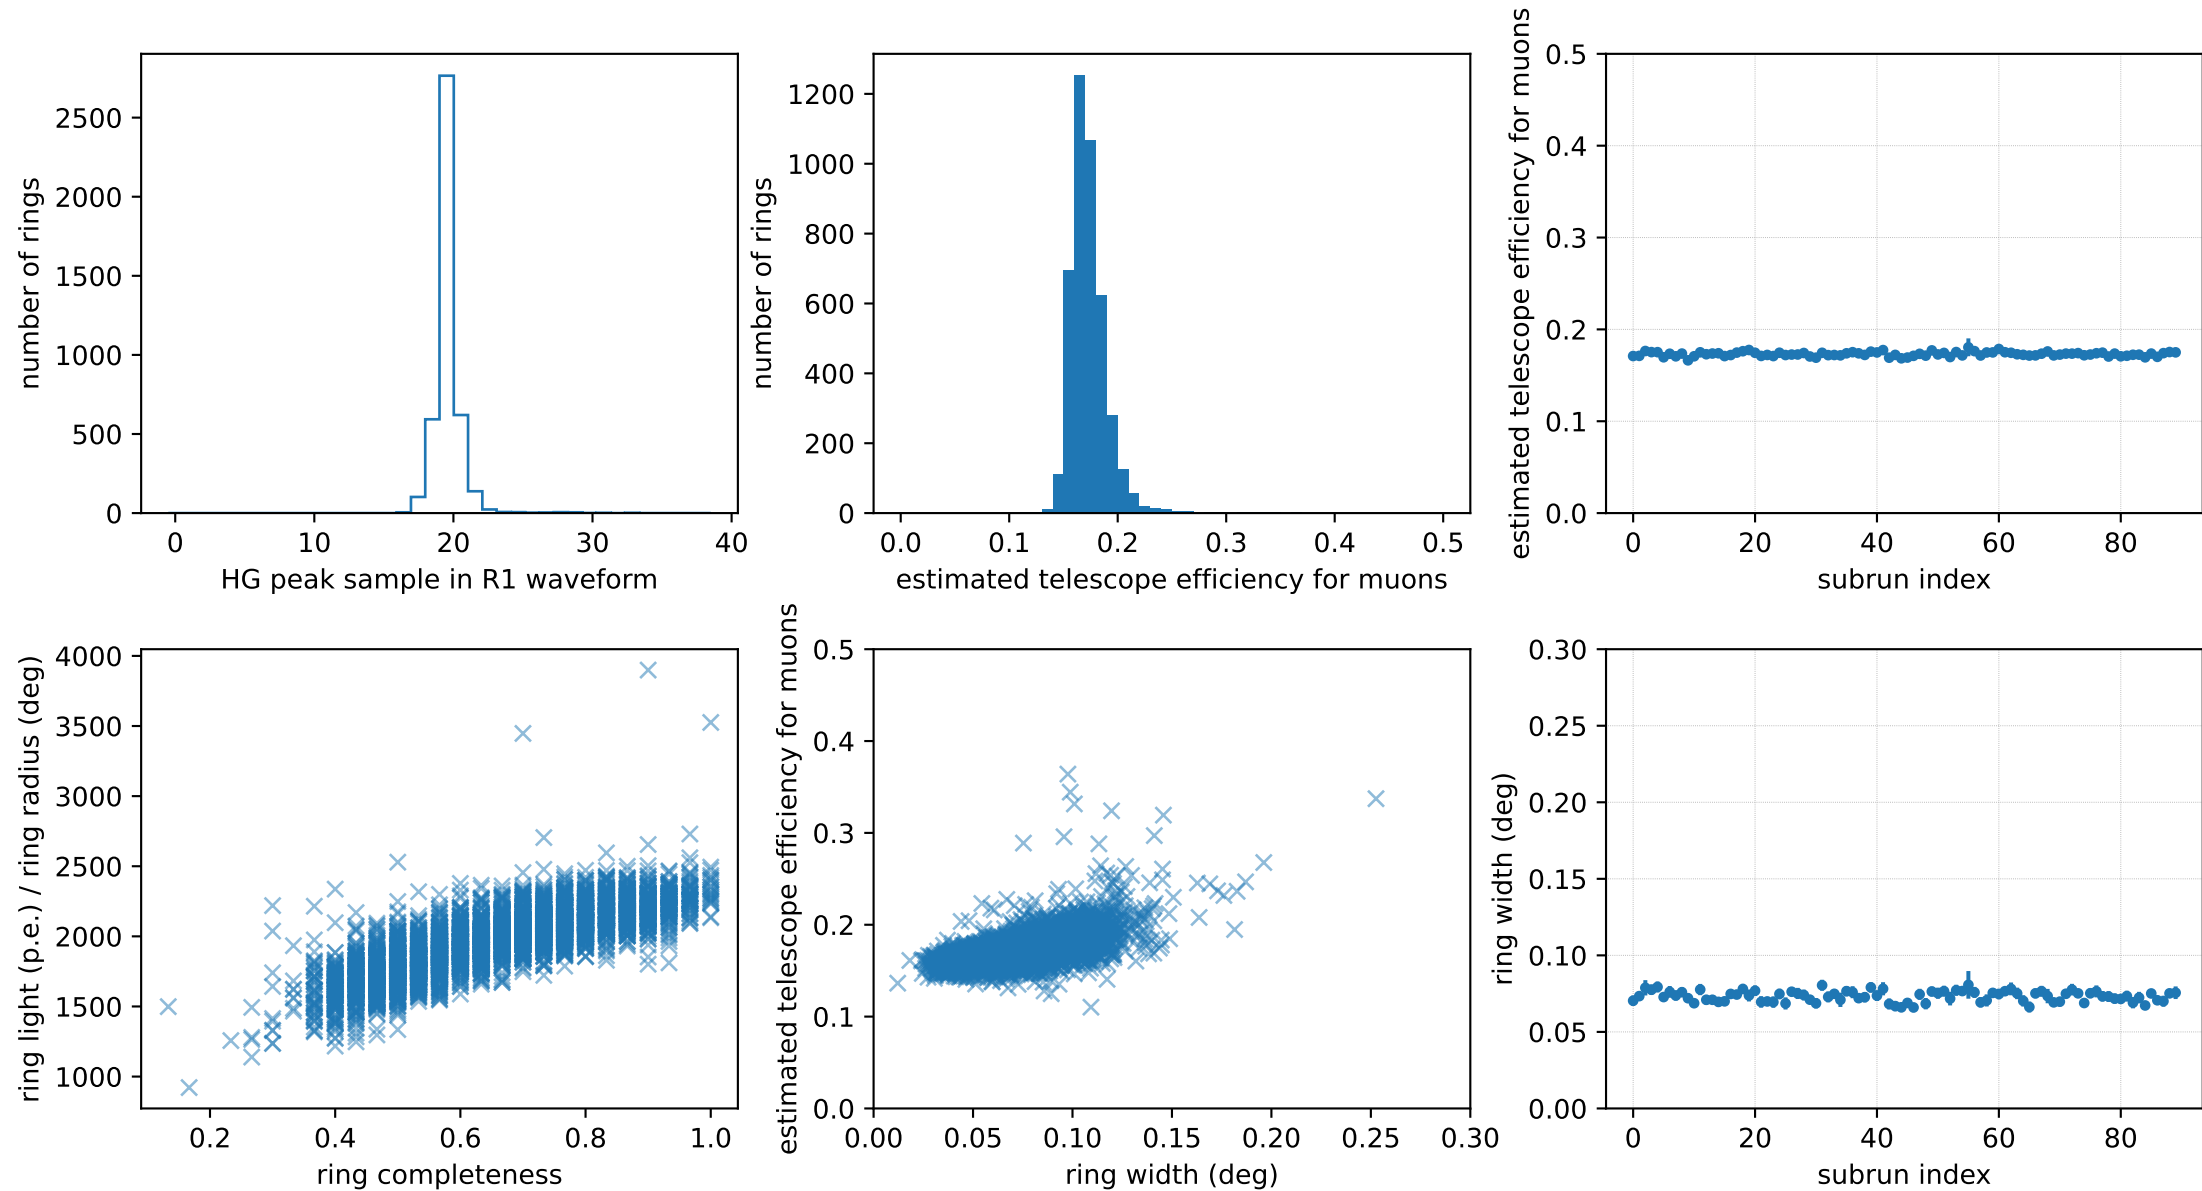 number of rings
2500
2000
1500
1000
500
0
0 10 20 30 40
HG peak sample in R1 waveform
number of rings
1200
1000
800
600
400
200
0
0.0 0.1 0.2 0.3 0.4 0.5
estimated telescope efficiency for muons
estimated telescope efficiency for muons
0.5
0.4
0.3
0.2
0.1
0.0
0 20 40 60 80
subrun index
ring light (p.e.) / ring radius (deg)
4000
3500
3000
2500
2000
1500
1000
0.2 0.4 0.6 0.8 1.0
ring completeness
estimated telescope efficiency for muons
0.5
0.4
0.3
0.2
0.1
0.0
0.00 0.05 0.10 0.15 0.20 0.25 0.30
ring width (deg)
ring width (deg)
0.30
0.25
0.20
0.15
0.10
0.05
0.00
0 20 40 60 80
subrun index